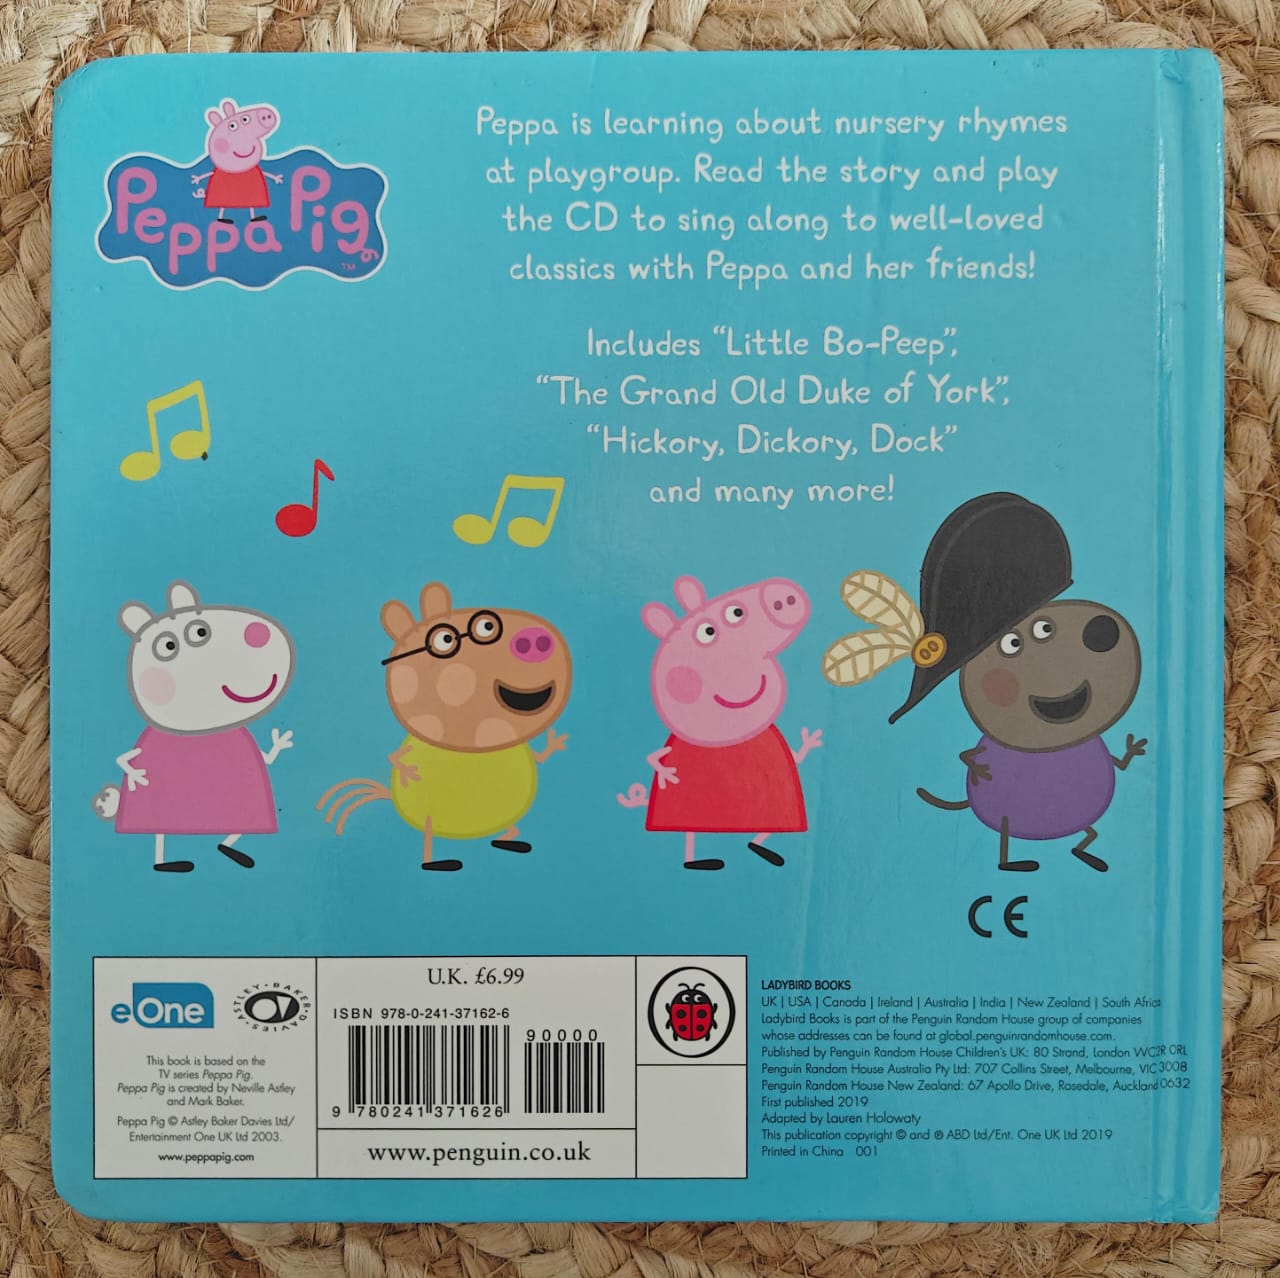 Peppa Pig
TM
Peppa is learning about nursery rhymes
at playgroup. Read the story and play
the CD to sing along to well-loved
classics with Peppa and her friends!
Includes “Little Bo-Peep”,
“The Grand Old Duke of York”,
“Hickory, Dickory, Dock”
and many more!
CE
eOne
ASTLEY · BAKER · DAVIES ·
This book is based on the
TV series Peppa Pig.
Peppa Pig is created by Neville Astley
and Mark Baker.
Peppa Pig © Astley Baker Davies Ltd/
Entertainment One UK Ltd 2003.
www.peppapig.com
U.K. £6.99
ISBN 978-0-241-37162-6
90000
9 780241 371626
www.penguin.co.uk
LADYBIRD BOOKS
UK | USA | Canada | Ireland | Australia | India | New Zealand | South Africa
Ladybird Books is part of the Penguin Random House group of companies
whose addresses can be found at global.penguinrandomhouse.com.
Published by Penguin Random House Children's UK: 80 Strand, London WC2R 0RL
Penguin Random House Australia Pty Ltd: 707 Collins Street, Melbourne, VIC 3008
Penguin Random House New Zealand: 67 Apollo Drive, Rosedale, Auckland 0632
First published 2019
Adapted by Lauren Holowaty
This publication copyright © and ℗ ABD Ltd/Ent. One UK Ltd 2019
Printed in China 001